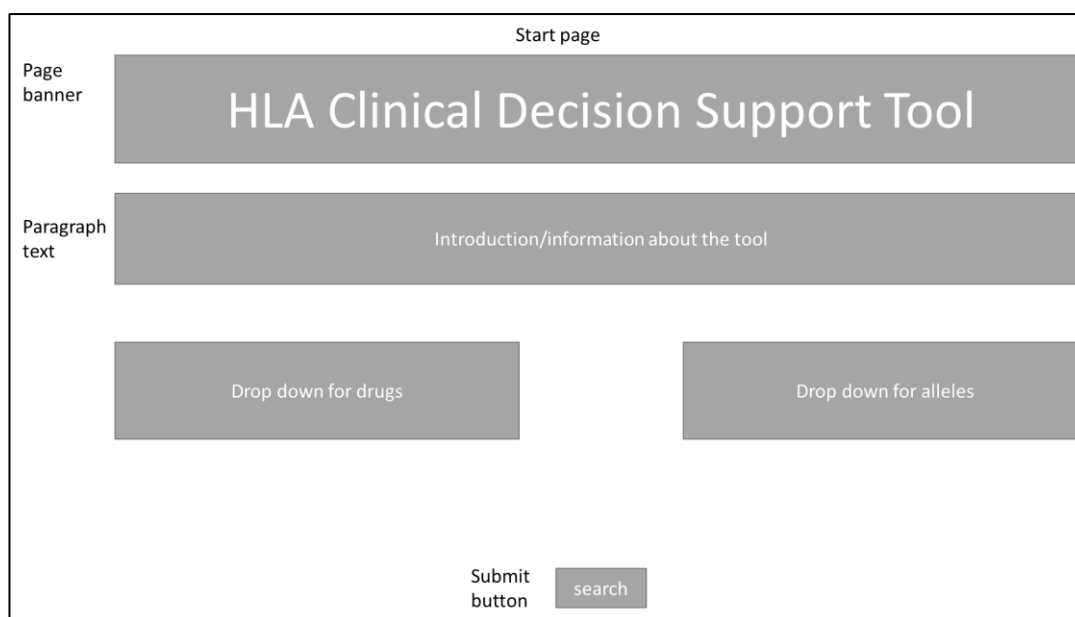 Start page
Page
banner
HLA Clinical Decision Support Tool
Paragraph
text
Introduction/information about the tool
Drop down for drugs
Drop down for alleles
Submit
button
search